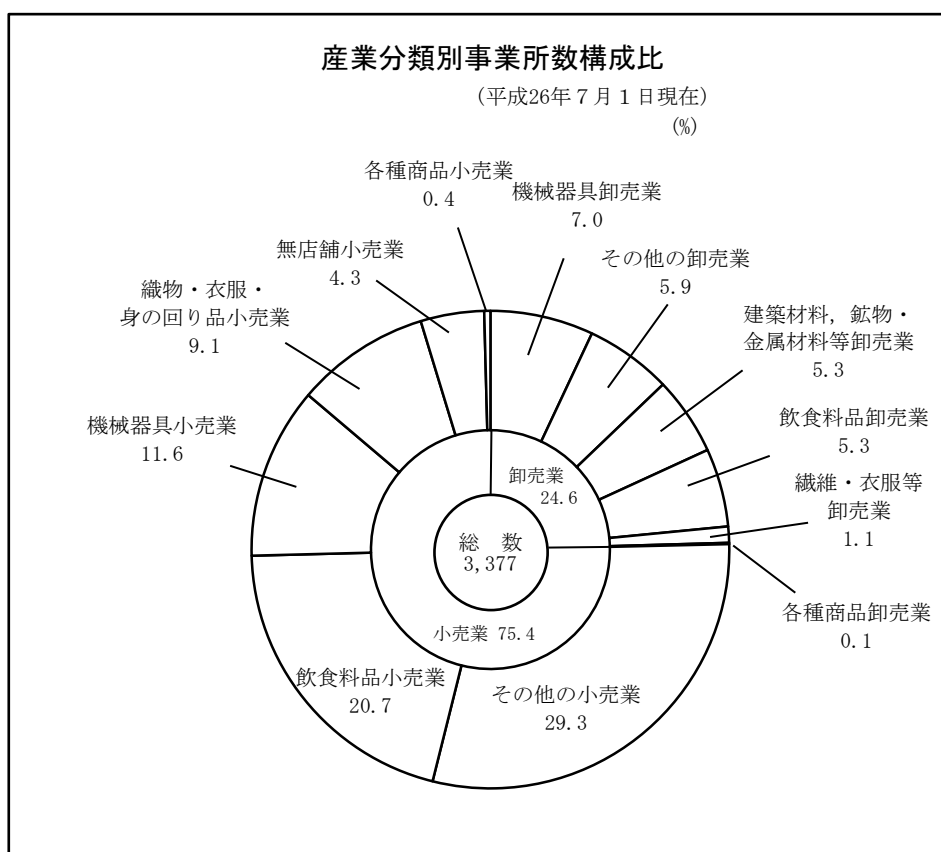 産業分類別事業所数構成比
(平成26年7月1日現在)
(%)
各種商品小売業
0.4
機械器具卸売業
7.0
無店舗小売業
4.3
その他の卸売業
5.9
織物・衣服・
身の回り品小売業
9.1
建築材料，鉱物・
金属材料等卸売業
5.3
機械器具小売業
11.6
飲食料品卸売業
5.3
繊維・衣服等
卸売業
1.1
卸売業
24.6
総　数
3,377
各種商品卸売業
0.1
小売業 75.4
飲食料品小売業
20.7
その他の小売業
29.3